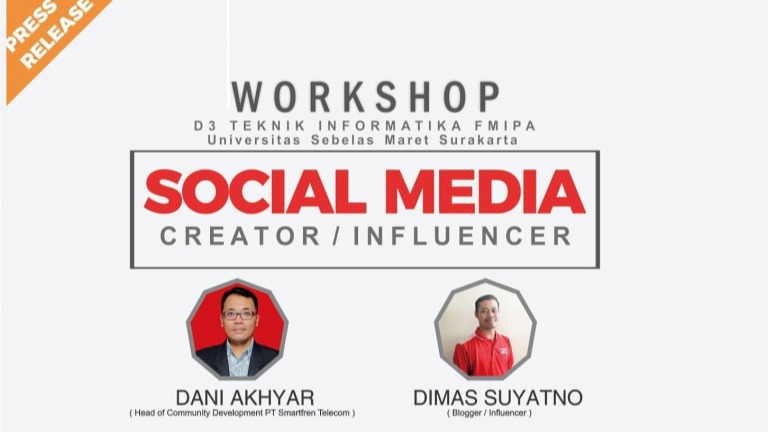 PRESS
RELEASE
WORKSHOP
D3 TEKNIK INFORMATIKA FMIPA
Universitas Sebelas Maret Surakarta
SOCIAL MEDIA
CREATOR / INFLUENCER
DANI AKHYAR
( Head of Community Development PT Smartfren Telecom )
DIMAS SUYATNO
( Blogger / Influencer )